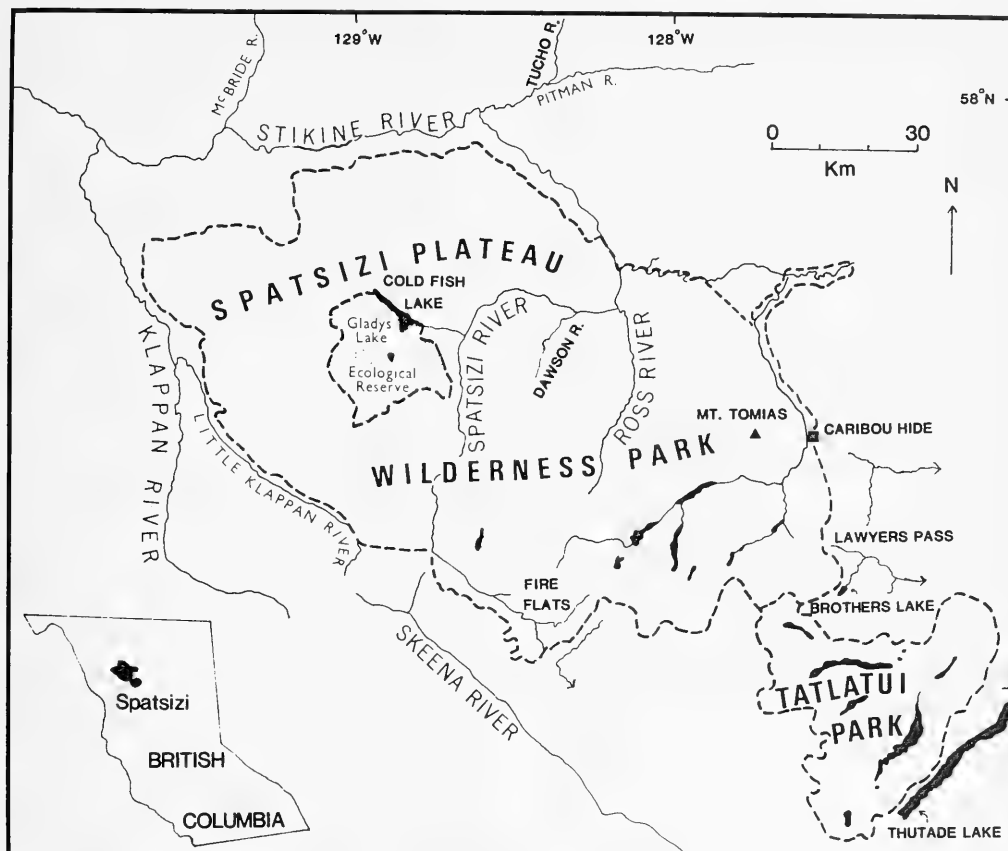 129°W
128°W
McBRIDE R.
TUCHO R.
PITMAN R.
58°N
STIKINE RIVER
0 30
Km
N
SPATSIZI PLATEAU
COLD FISH
LAKE
Gladys
Lake
Ecological
Reserve
SPATSIZI RIVER
DAWSON R.
ROSS RIVER
KLAPPAN RIVER
LITTLE KLAPPAN RIVER
MT. TOMIAS
CARIBOU HIDE
WILDERNESS PARK
LAWYERS PASS
FIRE
FLATS
BROTHERS LAKE
SKEENA RIVER
TATLATUI
PARK
THUTADE LAKE
Spatsizi
BRITISH
COLUMBIA